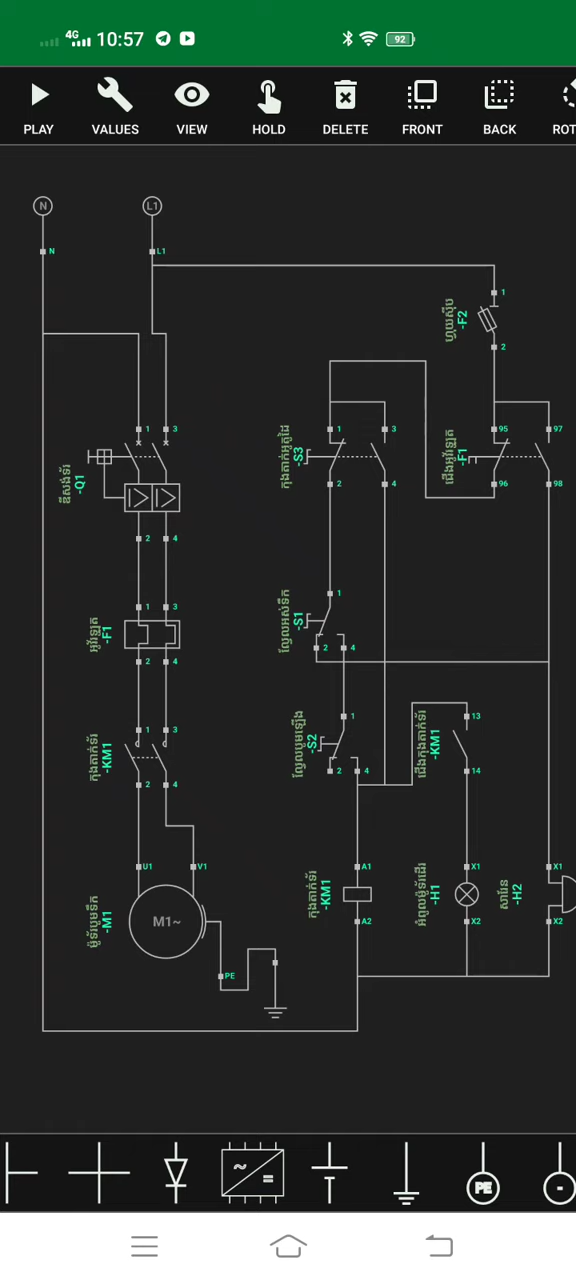 4G 10:57 92
PLAY VALUES VIEW HOLD DELETE FRONT BACK ROT
N L1
N L1
1
-F2
2
1 3 1 3 95 97
-Q1 -S3 -F1
2 4 96 98
2 4
1
1 3
-F1 -S1
2 4 2 4
1 13
1 3
-KM1 -S2 -KM1
2 4 2 4 14
U1 V1 A1 X1 X1
-M1 M1~ -KM1 -H1 -H2
A2 X2 X2
PE
~ = PE -